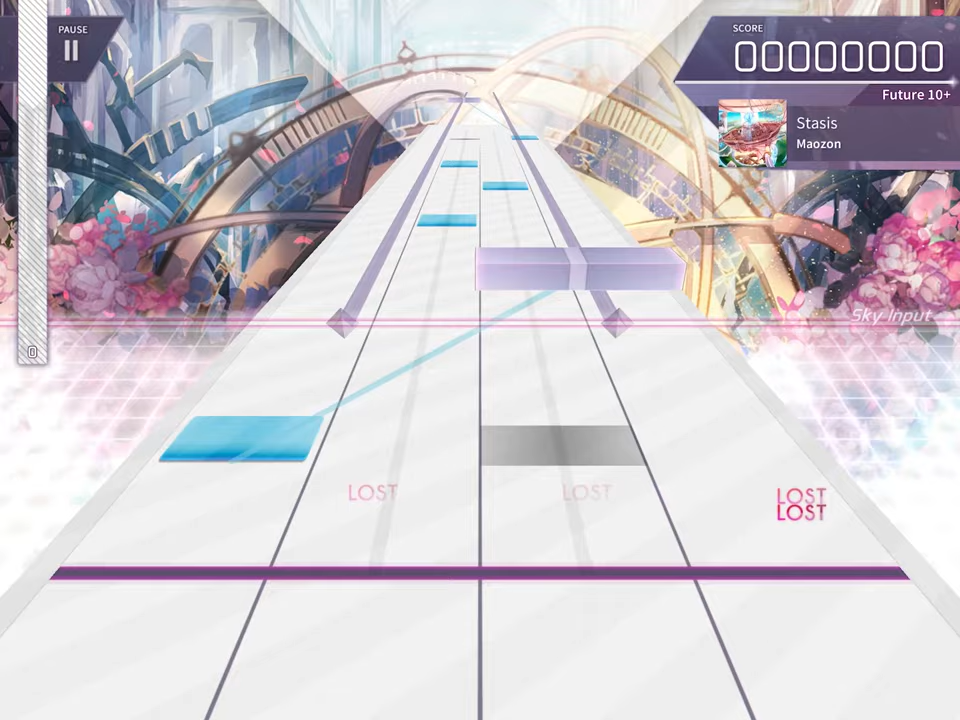 PAUSE
SCORE
00000000
Future 10+
Stasis
Maozon
Sky Input
0
LOST
LOST
LOST
LOST